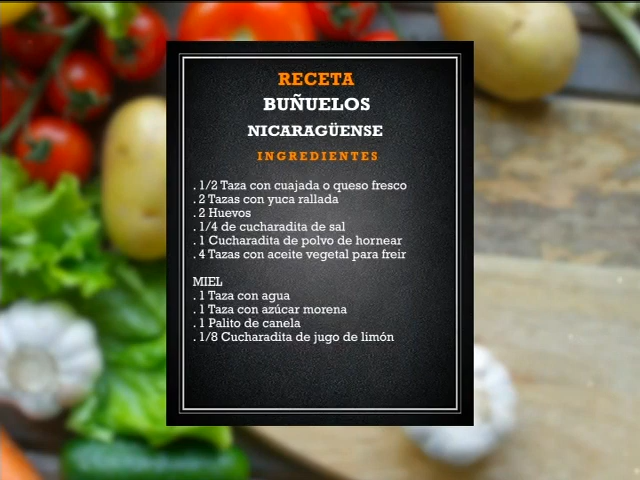 RECETA
BUÑUELOS
NICARAGÜENSE
INGREDIENTES
. 1/2 Taza con cuajada o queso fresco
. 2 Tazas con yuca rallada
. 2 Huevos
. 1/4 de cucharadita de sal
. 1 Cucharadita de polvo de hornear
. 4 Tazas con aceite vegetal para freir
MIEL
. 1 Taza con agua
. 1 Taza con azúcar morena
. 1 Palito de canela
. 1/8 Cucharadita de jugo de limón